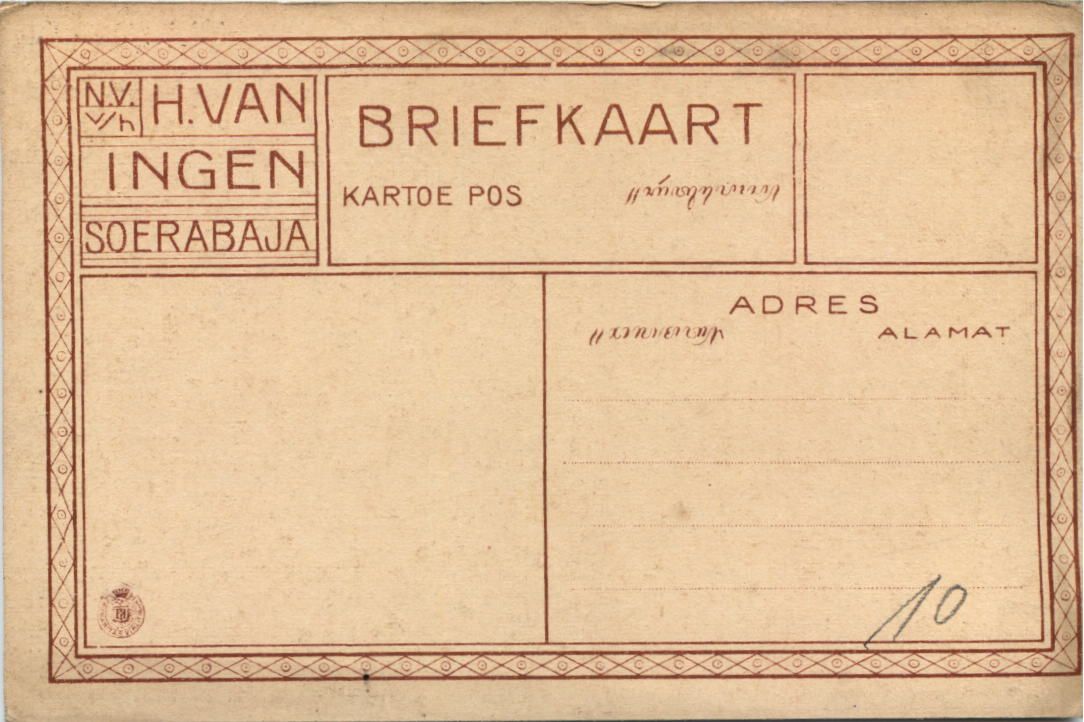 N.V. v/h H.VAN
INGEN
SOERABAJA
BRIEFKAART
KARTOE POS
ADRES
ALAMAT
10